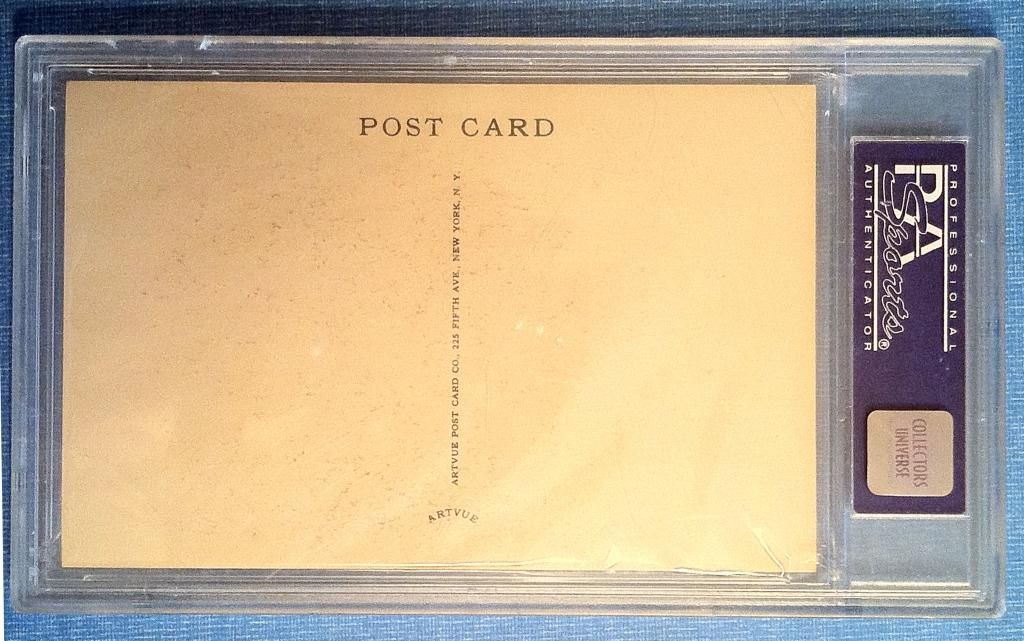 POST CARD
ARTVUE POST CARD CO., 225 FIFTH AVE., NEW YORK, N. Y.
ARTVUE
PROFESSIONAL
PSA
Sports®
AUTHENTICATOR
COLLECTORS
UNIVERSE